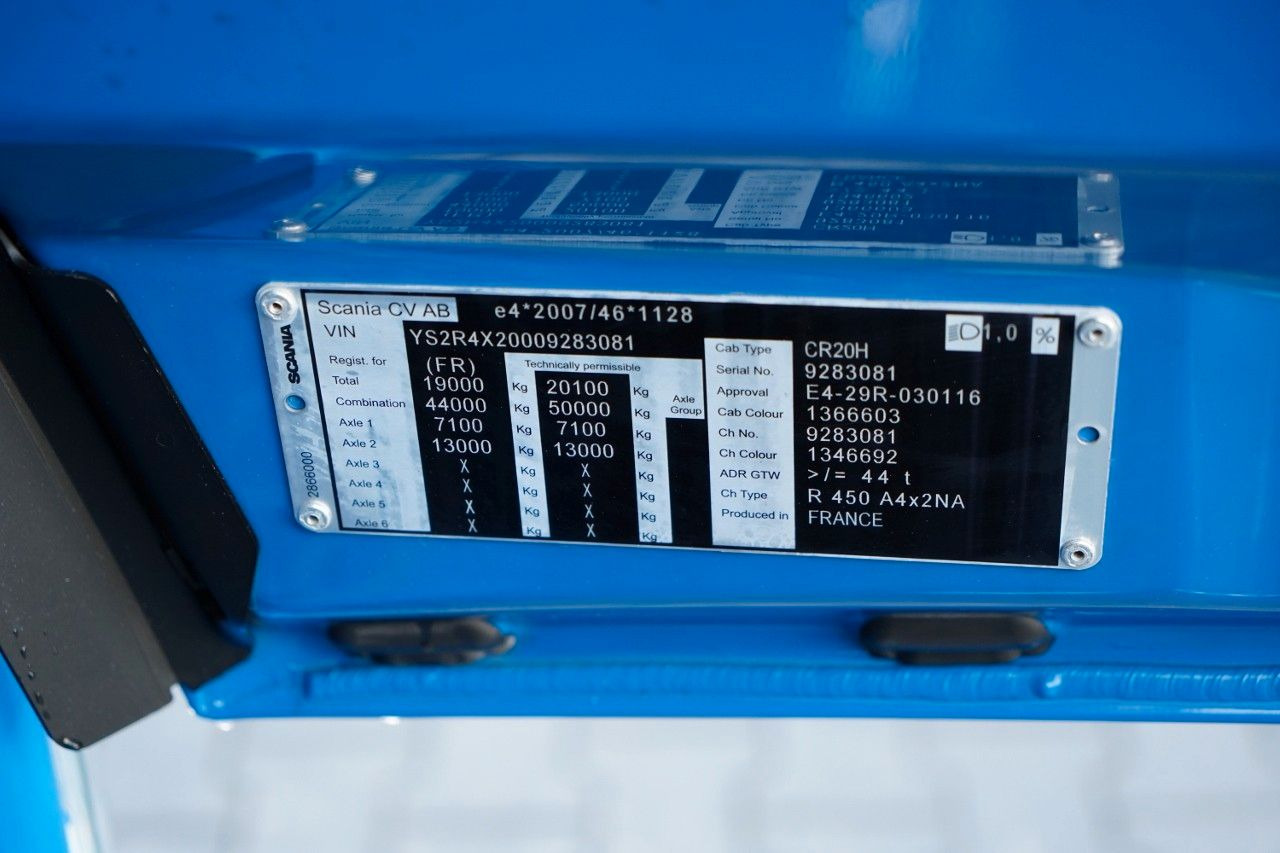 Scania CV AB e4*2007/46*1128
VIN YS2R4X20009283081
Regist. for (FR) Technically permissible
Total 19000 Kg 20100 Kg
Combination 44000 Kg 50000 Kg Axle Group
Axle 1 7100 Kg 7100 Kg
Axle 2 13000 Kg 13000 Kg
Axle 3 X Kg X Kg
Axle 4 X Kg X Kg
Axle 5 X Kg X Kg
Axle 6 X Kg X Kg
1,0 %
Cab Type CR20H
Serial No. 9283081
Approval E4-29R-030116
Cab Colour 1366603
Ch No. 9283081
Ch Colour 1346692
ADR GTW >/= 44 t
Ch Type R 450 A4x2NA
Produced in FRANCE
SCANIA
2866000